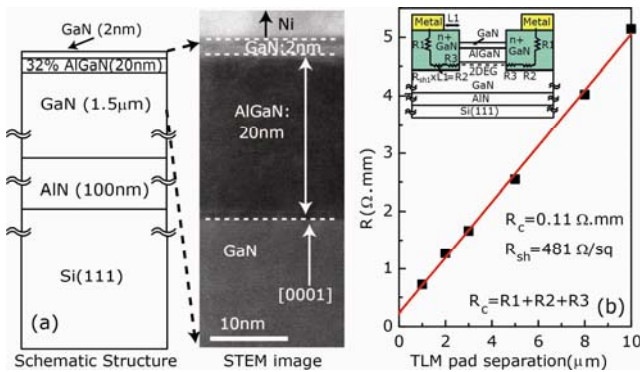 GaN (2nm)
32% AlGaN(20nm)
GaN (1.5μm)
AlN (100nm)
Si(111)
(a)
Schematic Structure
Ni
GaN:2nm
AlGaN:
20nm
GaN
[0001]
10nm
STEM image
R(Ω.mm)
6
5
4
3
2
1
0
Metal
L1
Metal
n+
GaN
R1
R3
GaN
AlGaN
2DEG
n+
GaN
R1
Rsh1xL1=R2
R3
R2
GaN
AlN
Si(111)
Rc=0.11 Ω.mm
Rsh=481 Ω/sq
Rc=R1+R2+R3
(b)
0
2
4
6
8
10
TLM pad separation(μm)